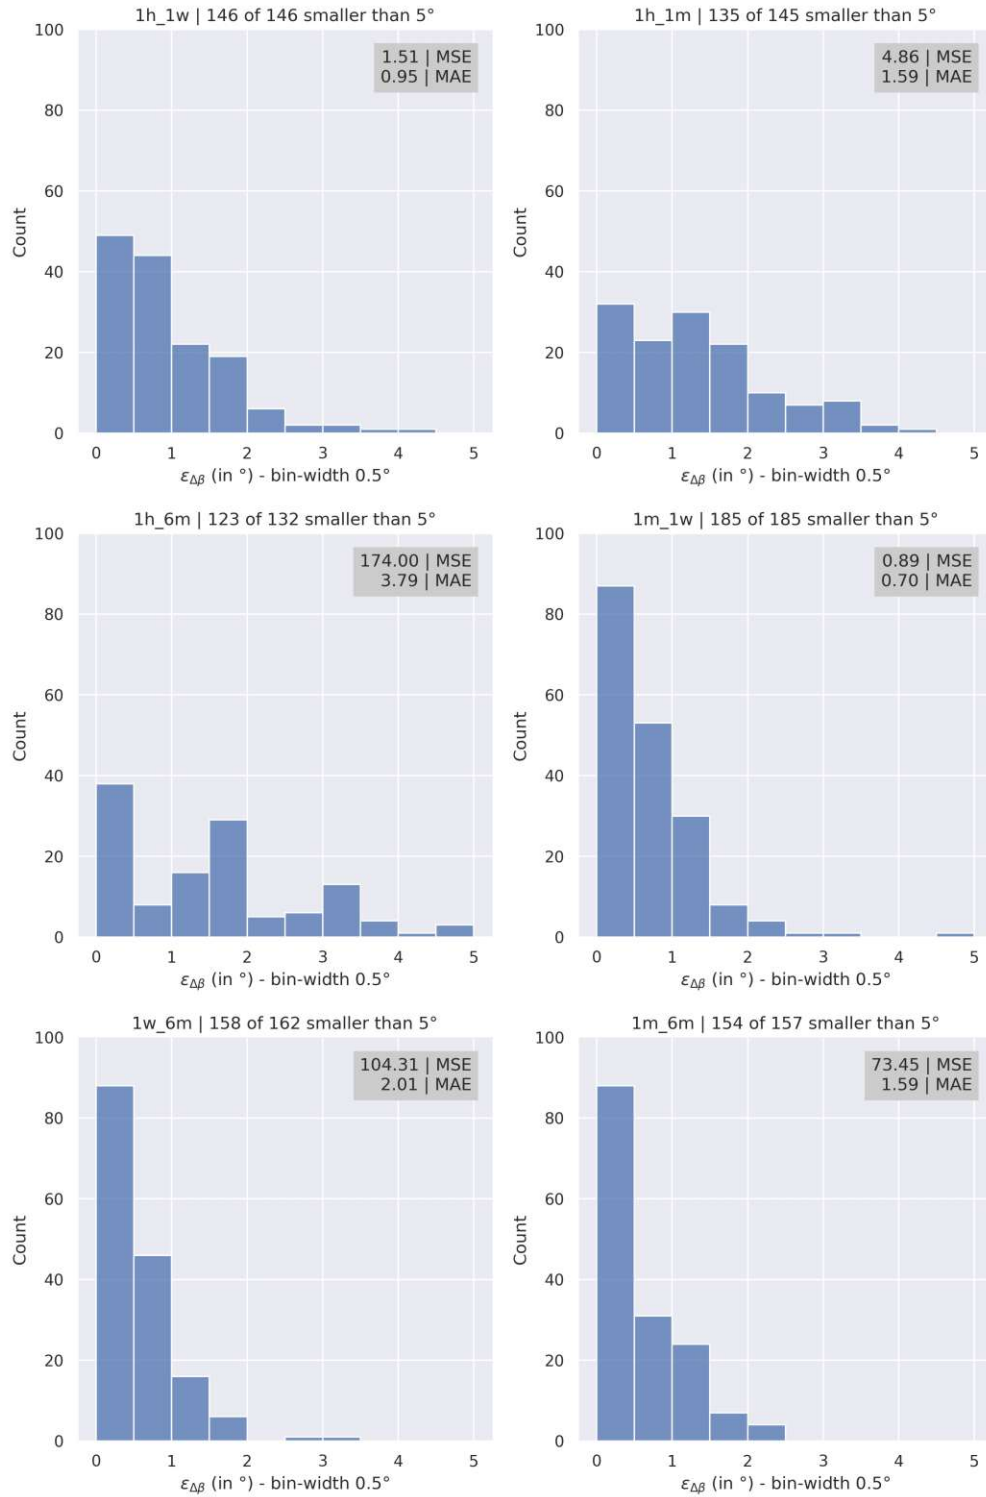 1h_1w | 146 of 146 smaller than 5°
100
80
60
40
20
0
Count
1.51 | MSE
0.95 | MAE
0 1 2 3 4 5
εΔβ (in °) - bin-width 0.5°
1h_1m | 135 of 145 smaller than 5°
100
80
60
40
20
0
Count
4.86 | MSE
1.59 | MAE
0 1 2 3 4 5
εΔβ (in °) - bin-width 0.5°
1h_6m | 123 of 132 smaller than 5°
100
80
60
40
20
0
Count
174.00 | MSE
3.79 | MAE
0 1 2 3 4 5
εΔβ (in °) - bin-width 0.5°
1m_1w | 185 of 185 smaller than 5°
100
80
60
40
20
0
Count
0.89 | MSE
0.70 | MAE
0 1 2 3 4 5
εΔβ (in °) - bin-width 0.5°
1w_6m | 158 of 162 smaller than 5°
100
80
60
40
20
0
Count
104.31 | MSE
2.01 | MAE
0 1 2 3 4 5
εΔβ (in °) - bin-width 0.5°
1m_6m | 154 of 157 smaller than 5°
100
80
60
40
20
0
Count
73.45 | MSE
1.59 | MAE
0 1 2 3 4 5
εΔβ (in °) - bin-width 0.5°